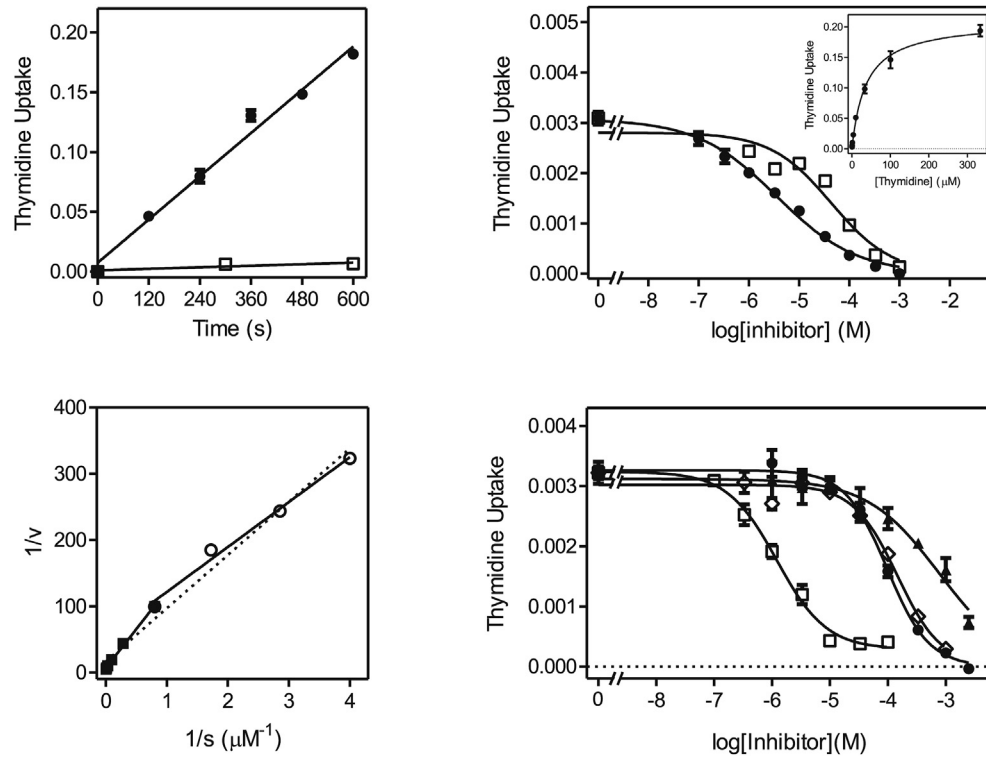 Thymidine Uptake
0.20
0.15
0.10
0.05
0.00
0 120 240 360 480 600
Time (s)
Thymidine Uptake
0.005
0.004
0.003
0.002
0.001
0.000
0 -8 -7 -6 -5 -4 -3 -2
log[inhibitor] (M)
Thymidine Uptake
0.20
0.15
0.10
0.05
0.00
0 100 200 300
[Thymidine] (μM)
1/v
400
300
200
100
0
0 1 2 3 4
1/s (μM-1)
Thymidine Uptake
0.004
0.003
0.002
0.001
0.000
0 -8 -7 -6 -5 -4 -3
log[Inhibitor](M)